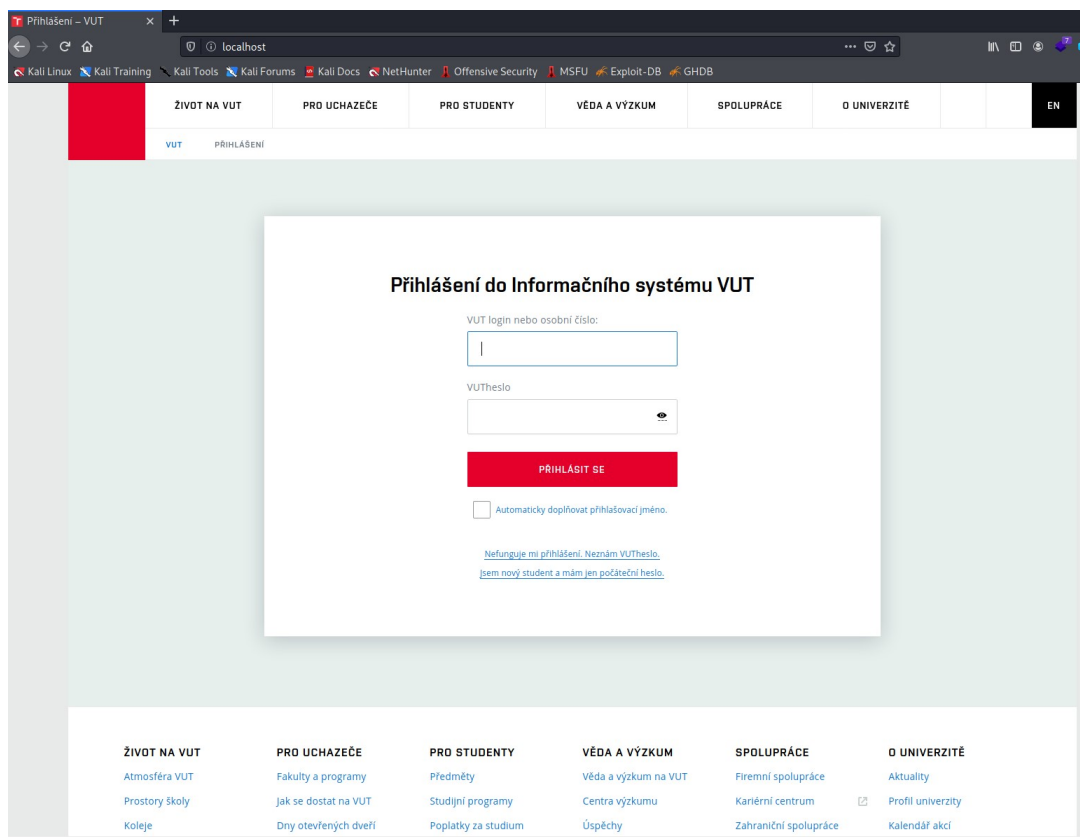 Přihlášení – VUT
localhost
7
Kali Linux Kali Training Kali Tools Kali Forums Kali Docs NetHunter Offensive Security MSFU Exploit-DB GHDB
ŽIVOT NA VUT PRO UCHAZEČE PRO STUDENTY VĚDA A VÝZKUM SPOLUPRÁCE O UNIVERZITĚ EN
VUT PŘIHLÁŠENÍ
Přihlášení do Informačního systému VUT
VUT login nebo osobní číslo:
VUTheslo
PŘIHLÁSIT SE
Automaticky doplňovat přihlašovací jméno.
Nefunguje mi přihlášení. Neznám VUTheslo.
Jsem nový student a mám jen počáteční heslo.
ŽIVOT NA VUT PRO UCHAZEČE PRO STUDENTY VĚDA A VÝZKUM SPOLUPRÁCE O UNIVERZITĚ
Atmosféra VUT Fakulty a programy Předměty Věda a výzkum na VUT Firemní spolupráce Aktuality
Prostory školy Jak se dostat na VUT Studijní programy Centra výzkumu Kariérní centrum Profil univerzity
Koleje Dny otevřených dveří Poplatky za studium Úspěchy Zahraniční spolupráce Kalendář akcí